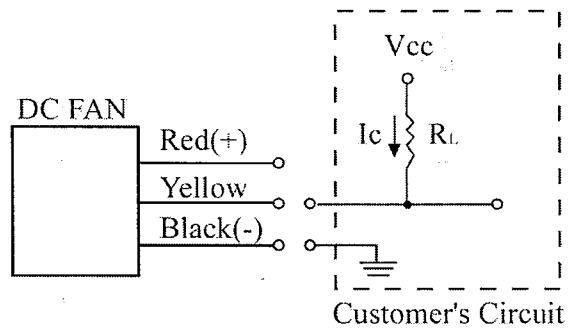 Vcc
DC FAN
Red(+)
Ic
RL
Yellow
Black(-)
Customer's Circuit